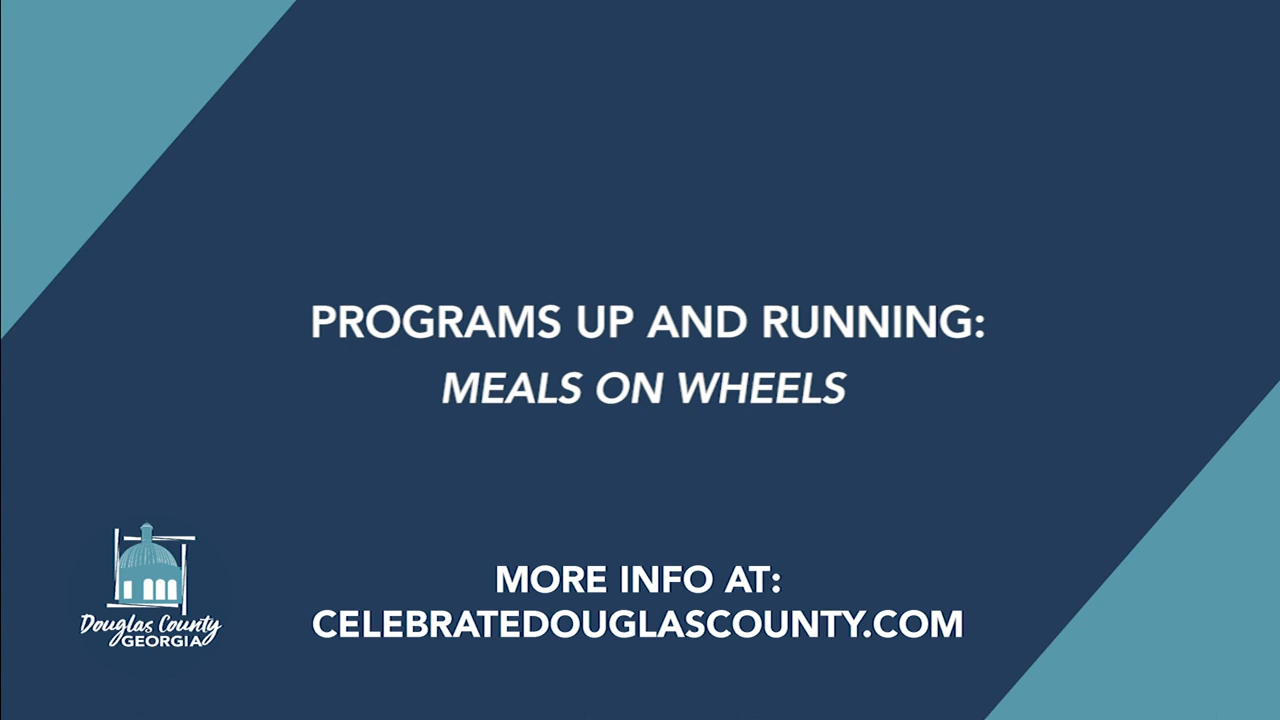 PROGRAMS UP AND RUNNING:
MEALS ON WHEELS
MORE INFO AT:
CELEBRATEDOUGLASCOUNTY.COM
Douglas County
GEORGIA